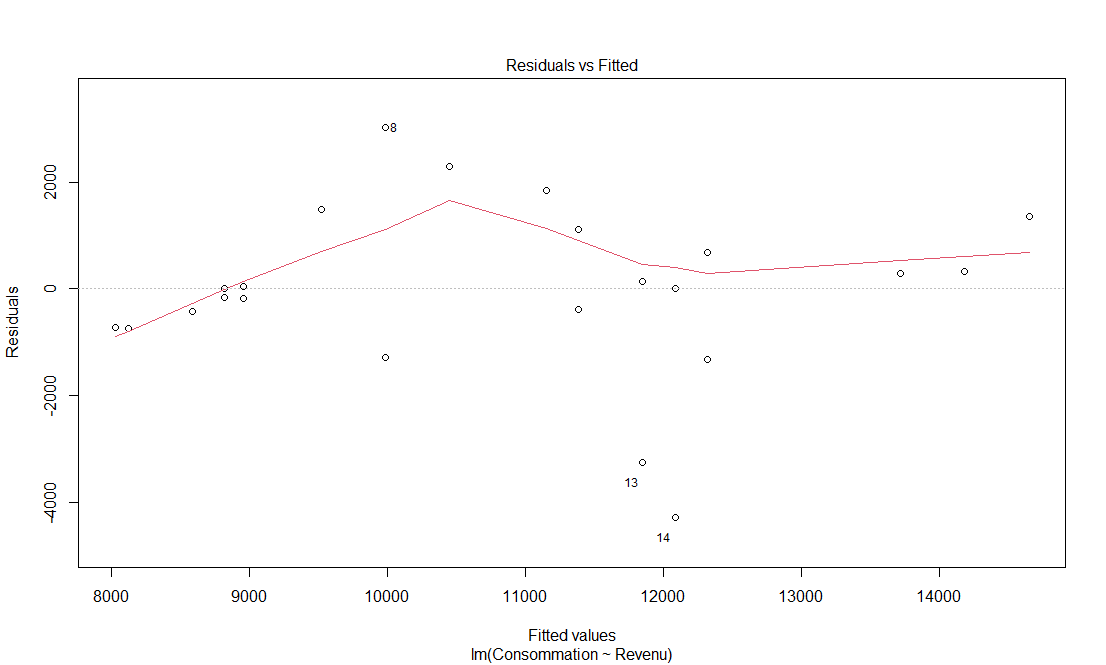 Residuals vs Fitted
Residuals
2000
0
-2000
-4000
8
13
14
8000 9000 10000 11000 12000 13000 14000
Fitted values
lm(Consommation ~ Revenu)